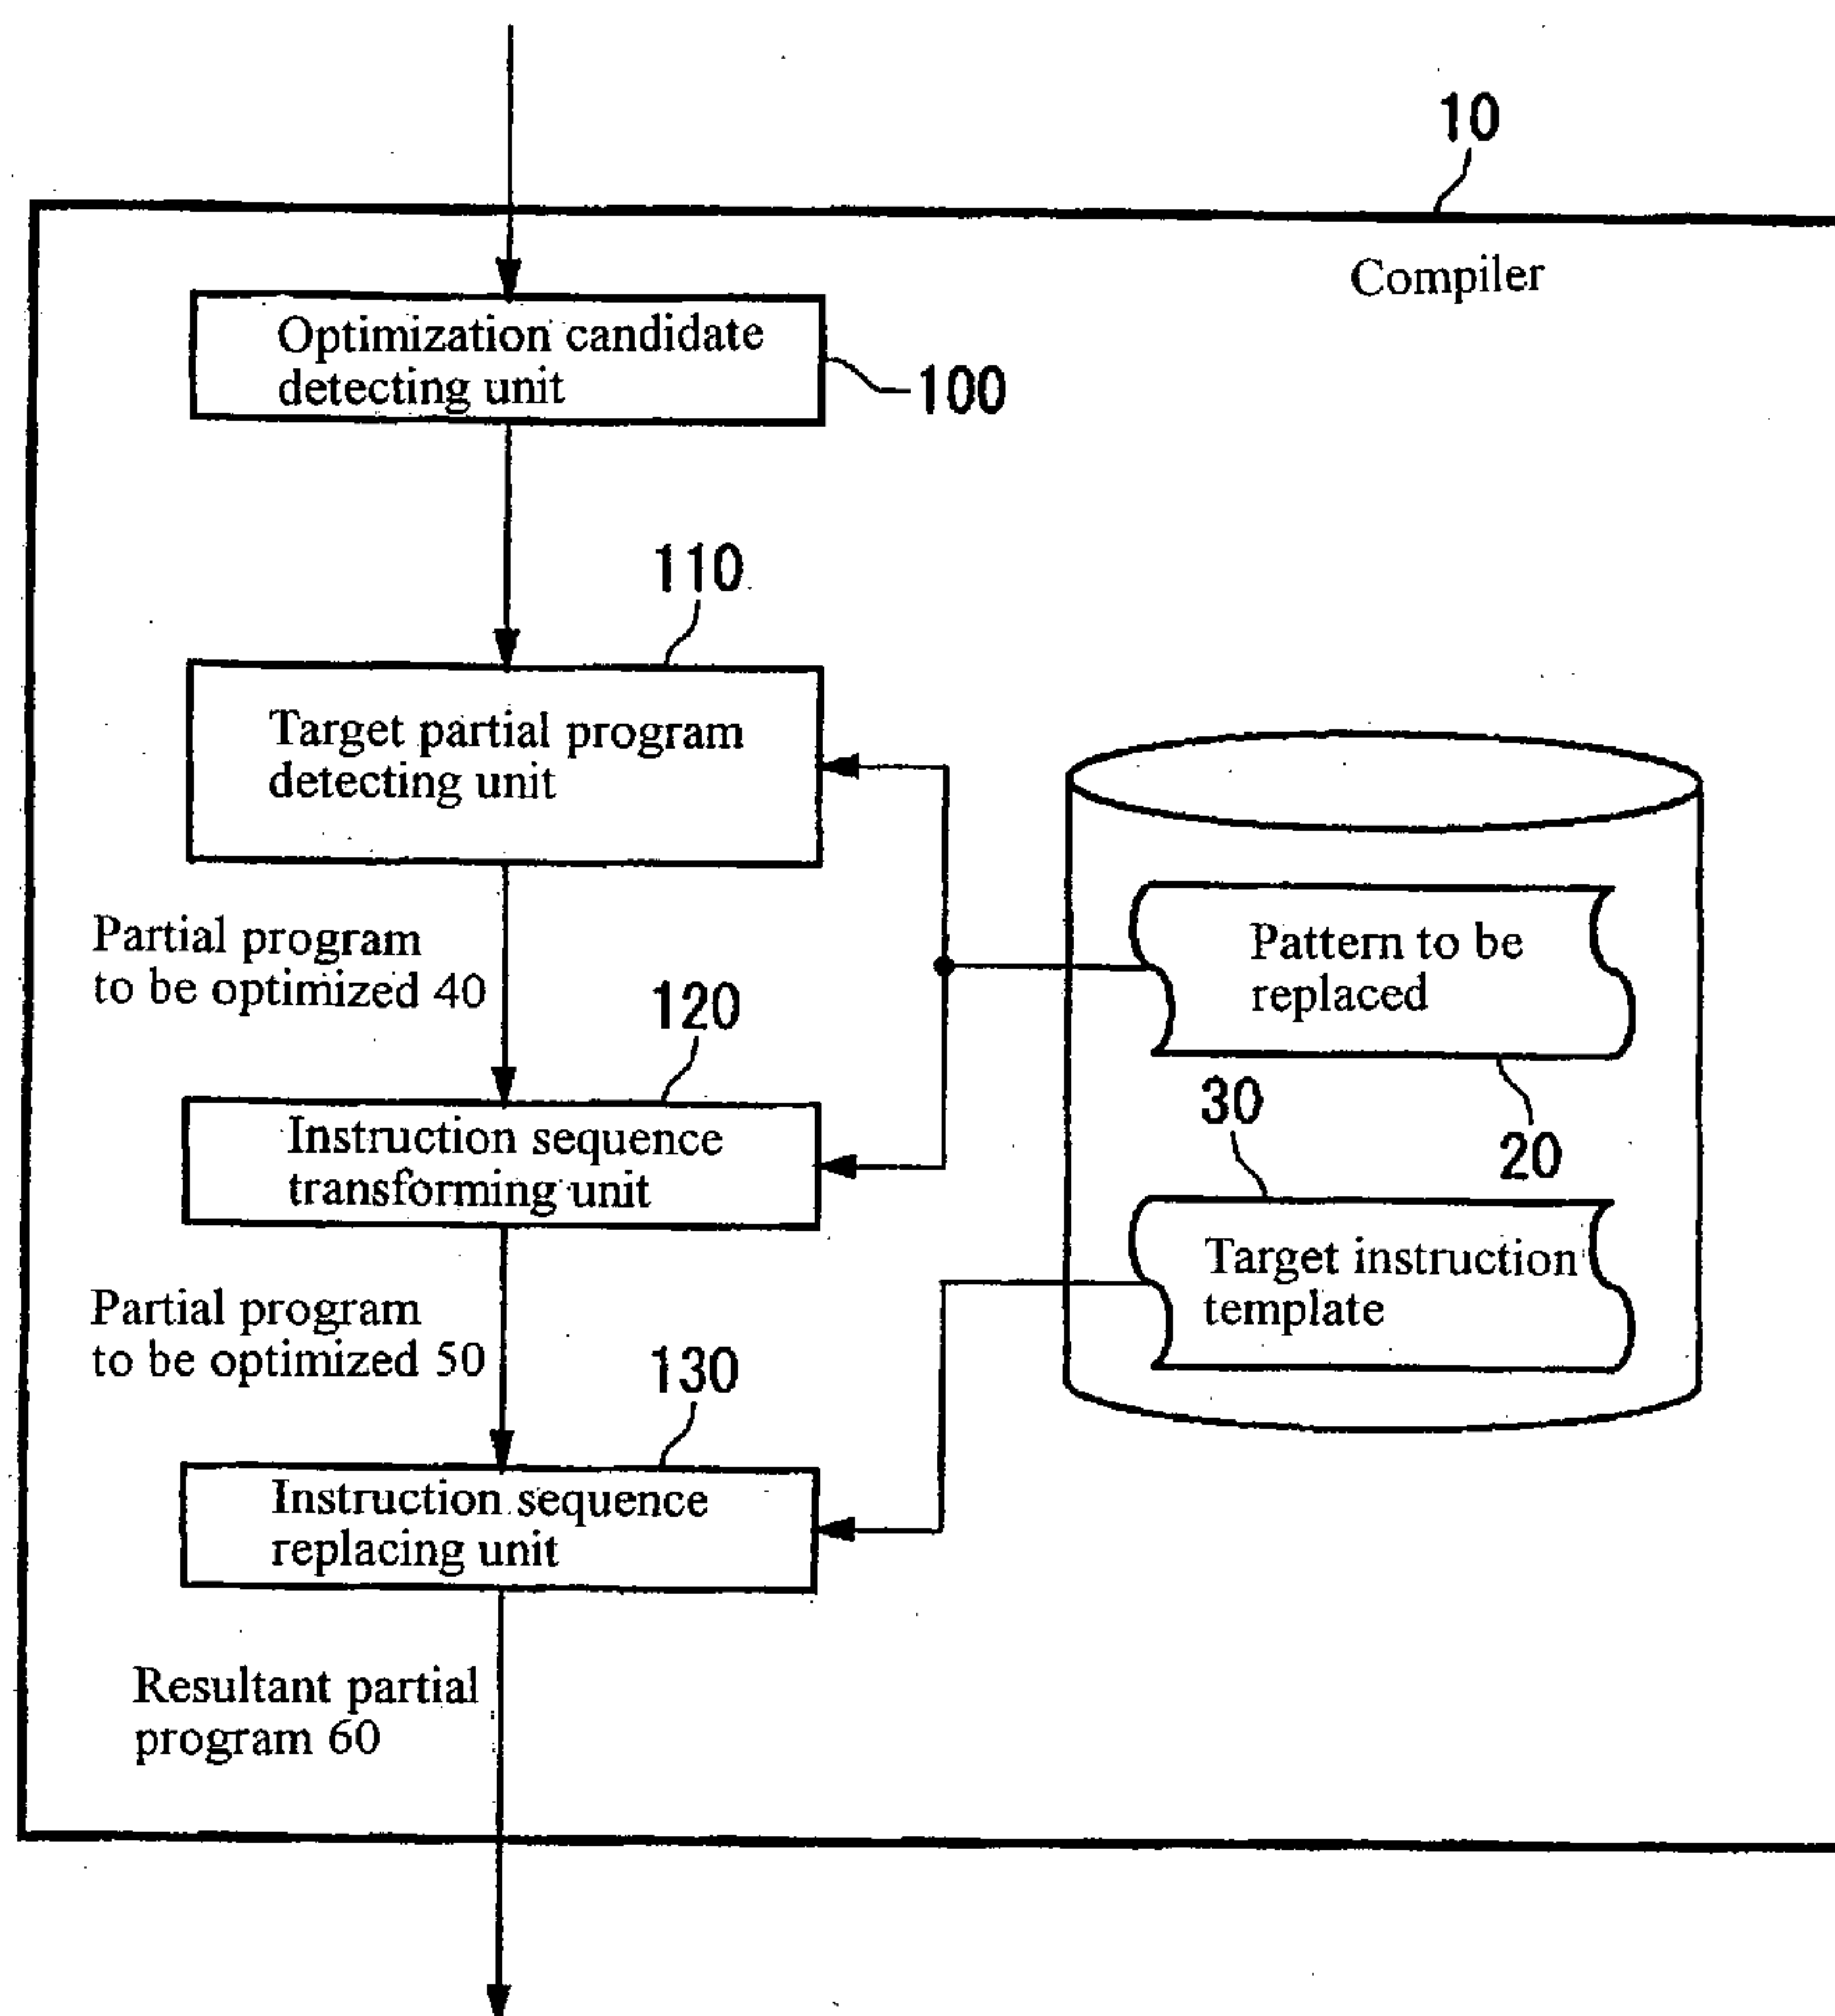 10
Compiler
Optimization candidate
detecting unit
100
110
Target partial program
detecting unit
Partial program
to be optimized 40
120
Pattern to be
replaced
20
Instruction sequence
transforming unit
30
Target instruction
template
Partial program
to be optimized 50
130
Instruction sequence
replacing unit
Resultant partial
program 60